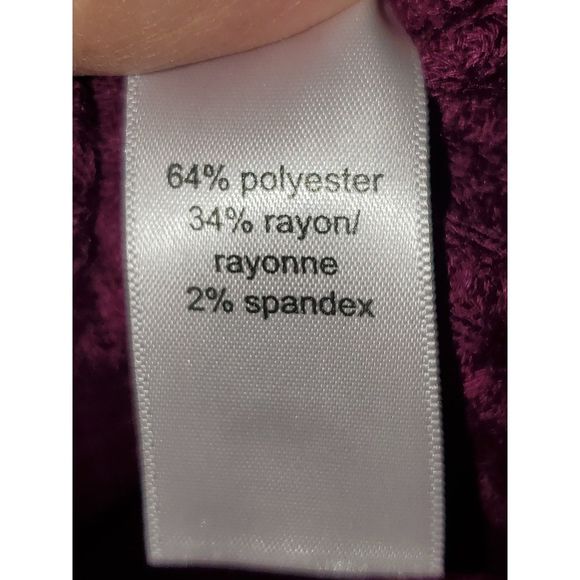 64% polyester
34% rayon/
rayonne
2% spandex